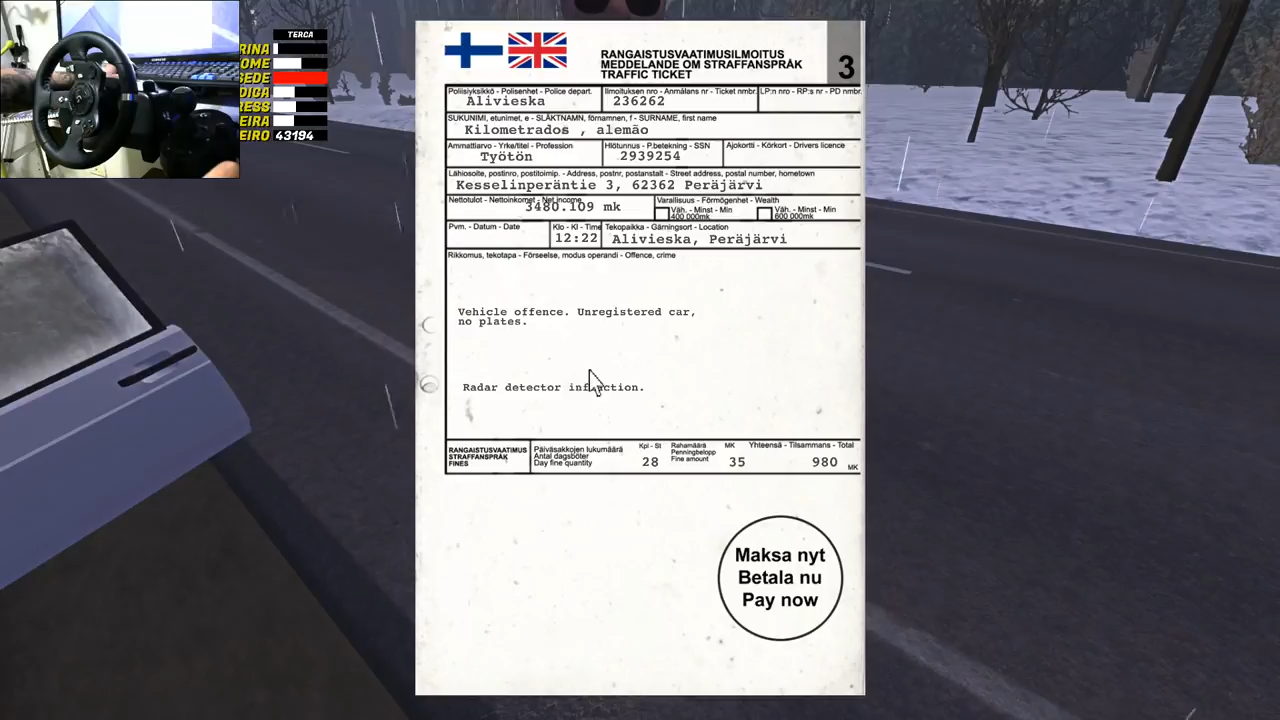 TERCA
RINA
OME
SEDE
DIGA
RESS
EIRA
EIRO 43194
RANGAISTUSVAATIMUSILMOITUS
MEDDELANDE OM STRAFFANSPRÅK
TRAFFIC TICKET
3
Poliisiyksikkö - Polisenhet - Police depart.
Alivieska
Ilmoituksen nro - Anmälans nr - Ticket nmbr.
236262
LP:n nro - RP:s nr - PD nmbr.
SUKUNIMI, etunimet, e - SLÄKTNAMN, förnamnen, f - SURNAME, first name
Kilometrados , alemão
Ammattiarvo - Yrke/titel - Profession
Työtön
Hlötunnus - P.betekning - SSN
2939254
Ajokortti - Körkort - Drivers licence
Lähiosoite, postinro, postitoimip. - Address, postnr, postanstalt - Street address, postal number, hometown
Kesselinperäntie 3, 62362 Peräjärvi
Nettotulot - Nettoinkomet - Net income
3480.109 mk
Varallisuus - Förmögenhet - Wealth
Väh. - Minst - Min
400 000mk
Väh. - Minst - Min
600 000mk
Pvm. - Datum - Date
Klo - Kl - Time
12:22
Tekopaikka - Gärningsort - Location
Alivieska, Peräjärvi
Rikkomus, tekotapa - Förseelse, modus operandi - Offence, crime
Vehicle offence. Unregistered car,
no plates.
Radar detector infraction.
RANGAISTUSVAATIMUS
STRAFFANSPRÅK
FINES
Päiväsakkojen lukumäärä
Antal dagsböter
Day fine quantity
Kpl - St
28
Rahamäärä
Penningbelopp
Fine amount
MK
35
Yhteensä - Tilsammans - Total
980
MK
Maksa nyt
Betala nu
Pay now